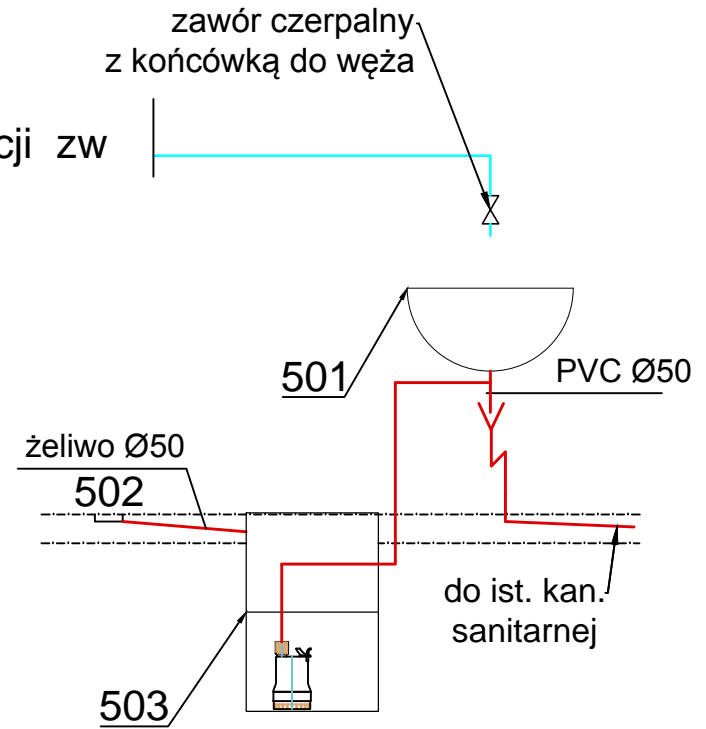 zawór czerpalny
z końcówką do węża
cji zw
501
PVC Ø50
żeliwo Ø50
502
do ist. kan.
sanitarnej
503